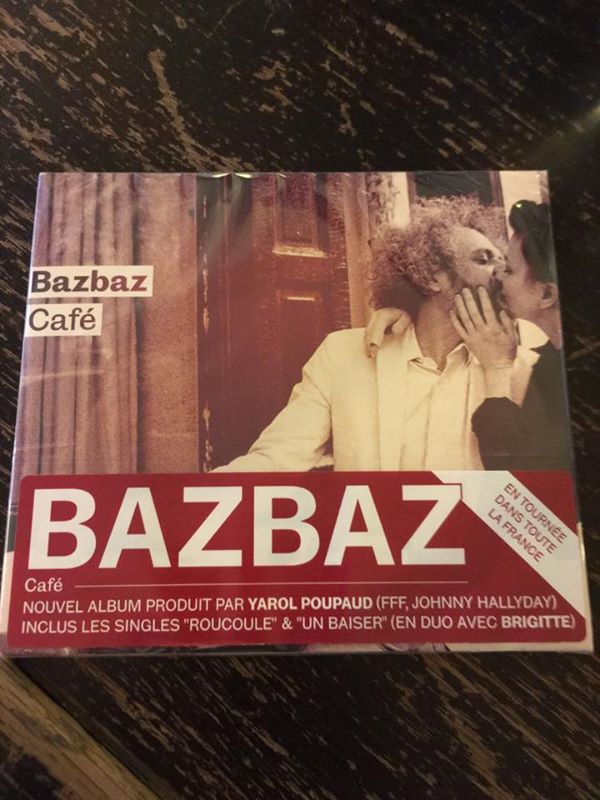 Bazbaz
Café
BAZBAZ
EN TOURNÉE
DANS TOUTE
LA FRANCE
Café
NOUVEL ALBUM PRODUIT PAR YAROL POUPAUD (FFF, JOHNNY HALLYDAY)
INCLUS LES SINGLES "ROUCOULE" & "UN BAISER" (EN DUO AVEC BRIGITTE)